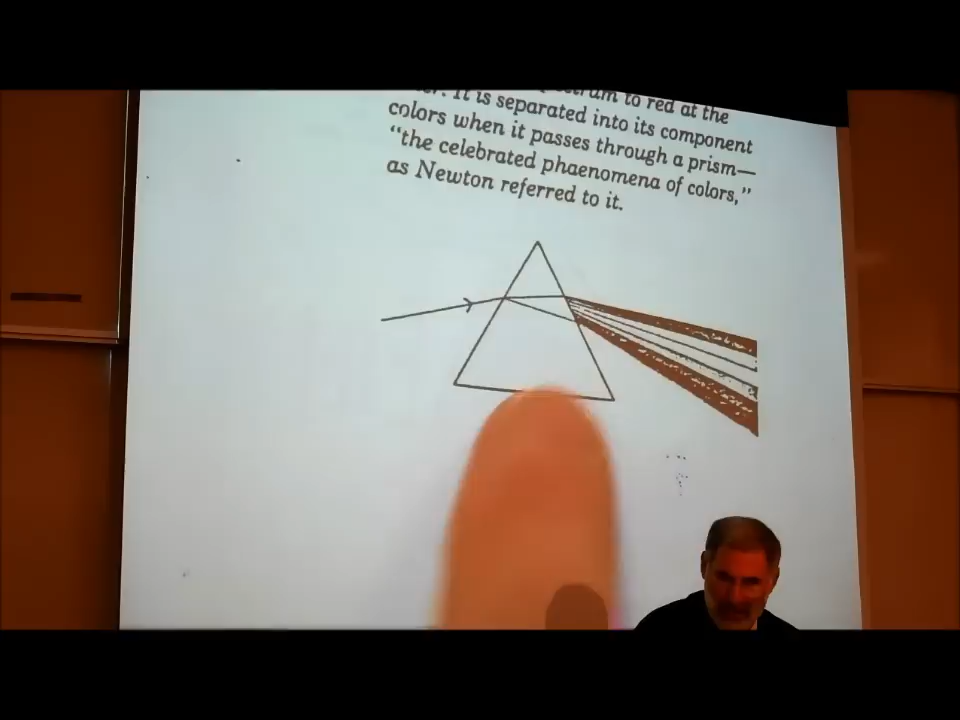 to red at the
It is separated into its component
colors when it passes through a prism—
“the celebrated phaenomena of colors,”
as Newton referred to it.